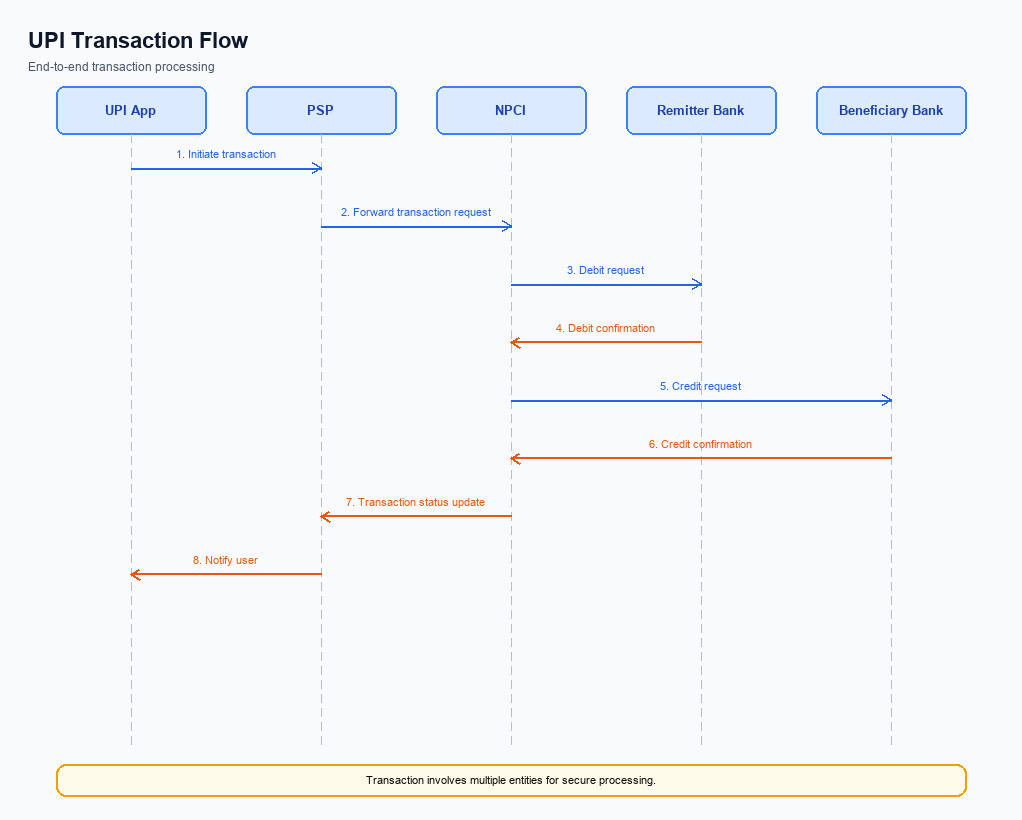 UPI Transaction Flow
End-to-end transaction processing
UPI App
PSP
NPCI
Remitter Bank
Beneficiary Bank
1. Initiate transaction
2. Forward transaction request
3. Debit request
4. Debit confirmation
5. Credit request
6. Credit confirmation
7. Transaction status update
8. Notify user
Transaction involves multiple entities for secure processing.